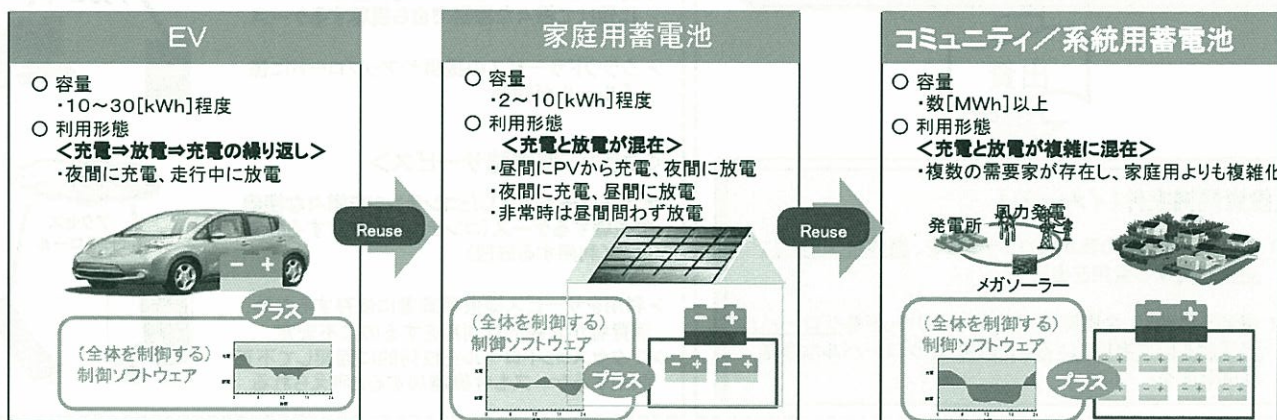 EV
○ 容量
・10～30[kWh]程度
○ 利用形態
＜充電⇒放電⇒充電の繰り返し＞
・夜間に充電、走行中に放電
プラス
（全体を制御する）
制御ソフトウェア
Reuse
家庭用蓄電池
○ 容量
・2～10[kWh]程度
○ 利用形態
＜充電と放電が混在＞
・昼間にPVから充電、夜間に放電
・夜間に充電、昼間に放電
・非常時は昼間問わず放電
（全体を制御する）
制御ソフトウェア
プラス
Reuse
コミュニティ／系統用蓄電池
○ 容量
・数[MWh]以上
○ 利用形態
＜充電と放電が複雑に混在＞
・複数の需要家が存在し、家庭用よりも複雑化
発電所
風力発電
メガソーラー
（全体を制御する）
制御ソフトウェア
プラス